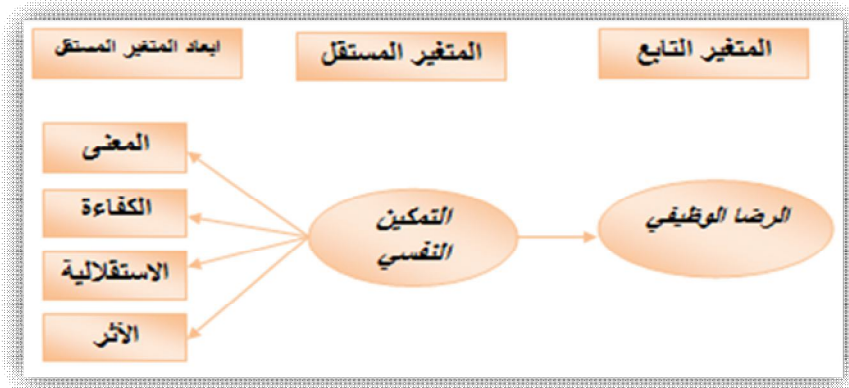 المتغير التابع
المتغير المستقل
ابعاد المتغير المستقل
المعنى
الكفاءة
الاستقلالية
الأثر
التمكين
النفسي
الرضا الوظيفي